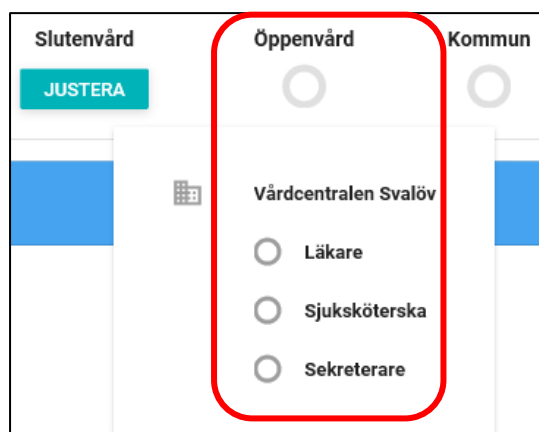 Slutenvård Öppenvård Kommun
JUSTERA
Vårdcentralen Svalöv
Läkare
Sjuksköterska
Sekreterare